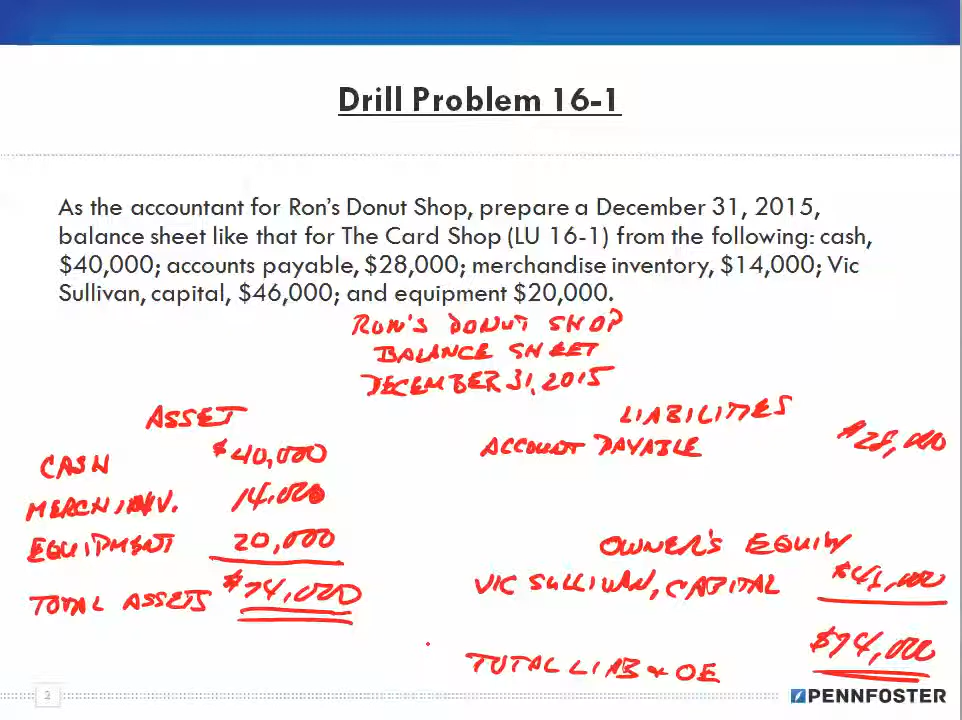 Drill Problem 16-1
As the accountant for Ron's Donut Shop, prepare a December 31, 2015,
balance sheet like that for The Card Shop (LU 16-1) from the following: cash,
$40,000; accounts payable, $28,000; merchandise inventory, $14,000; Vic
Sullivan, capital, $46,000; and equipment $20,000.
RON'S DONUT SHOP
BALANCE SHEET
DECEMBER 31, 2015
ASSET LIABILITIES
CASH $40,000 ACCOUNT PAYABLE $28,000
MERCH, INV. 14,000
EQUIPMENT 20,000 OWNER'S EQUITY
TOTAL ASSETS $74,000 VIC SULLIVAN, CAPITAL
TOTAL LIAB & OE $74,000
2 PENNFOSTER